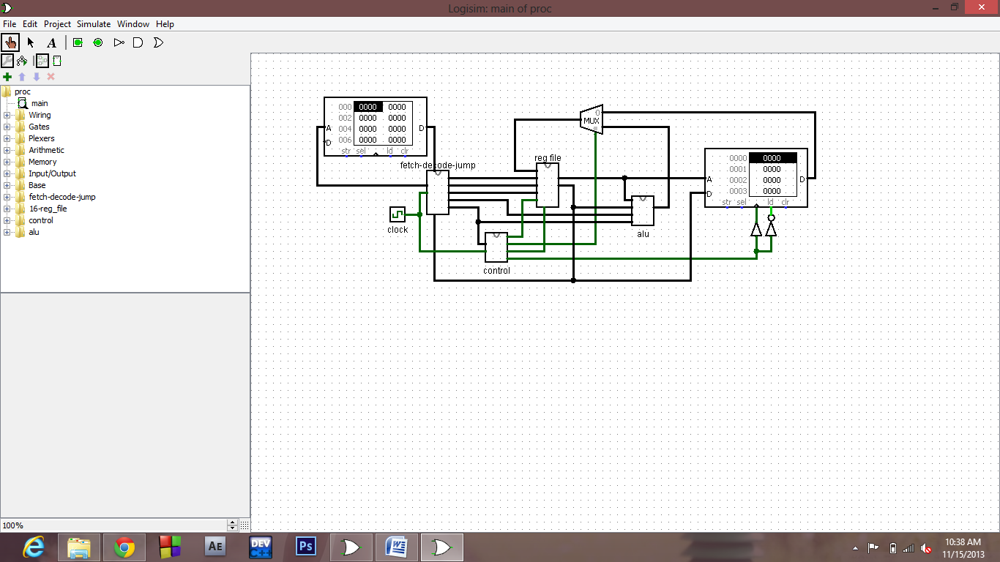 Logisim: main of proc
File Edit Project Simulate Window Help
A
proc
main
Wiring
Gates
Plexers
Arithmetic
Memory
Input/Output
Base
fetch-decode-jump
16-reg_file
control
alu
100%
000 0000 0000
002 0000 0000
A 004 0000 0000 D
D 006 0000 0000
str sel ld clr
fetch-decode-jump
clock
control
reg file
MUX 0
alu
0000 0000
0001 0000
A 0002 0000 D
D 0003 0000
str sel ld clr
AE
DEV
C++
Ps
W
10:38 AM
11/15/2013